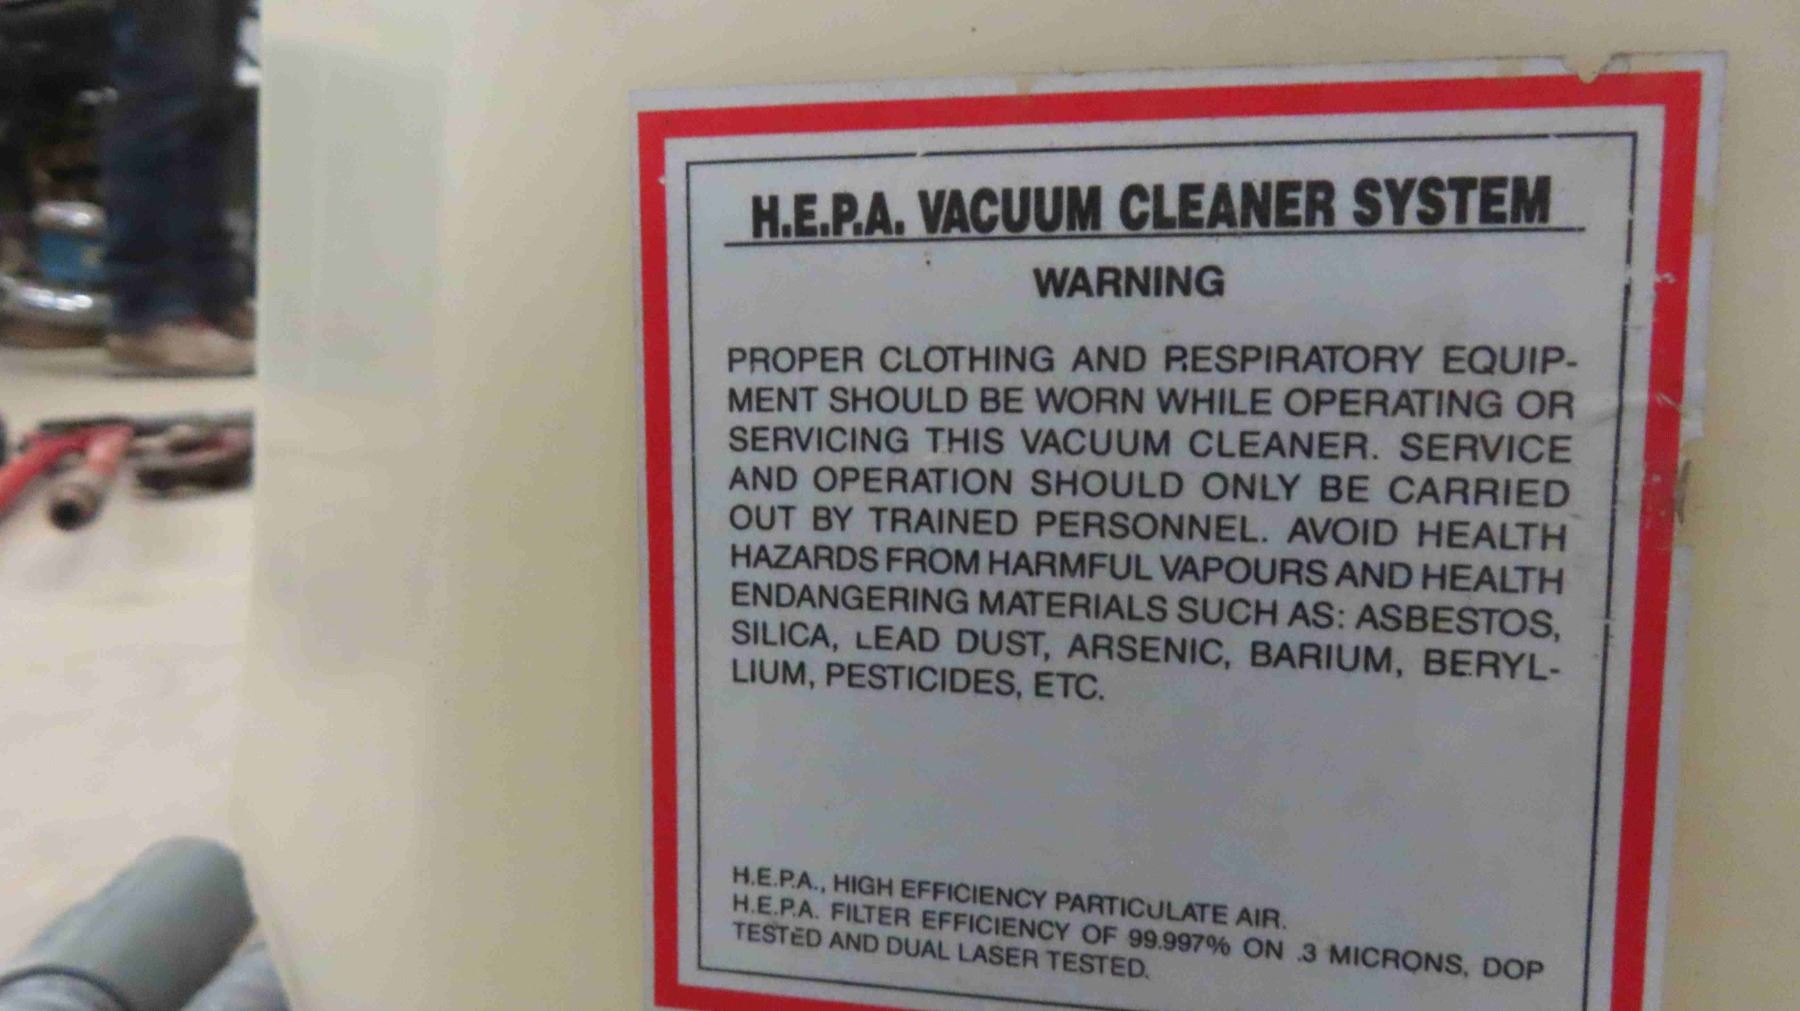 H.E.P.A. VACUUM CLEANER SYSTEM
WARNING
PROPER CLOTHING AND RESPIRATORY EQUIP-
MENT SHOULD BE WORN WHILE OPERATING OR
SERVICING THIS VACUUM CLEANER. SERVICE
AND OPERATION SHOULD ONLY BE CARRIED
OUT BY TRAINED PERSONNEL. AVOID HEALTH
HAZARDS FROM HARMFUL VAPOURS AND HEALTH
ENDANGERING MATERIALS SUCH AS: ASBESTOS,
SILICA, LEAD DUST, ARSENIC, BARIUM, BERYL-
LIUM, PESTICIDES, ETC.
H.E.P.A., HIGH EFFICIENCY PARTICULATE AIR.
H.E.P.A. FILTER EFFICIENCY OF 99.997% ON .3 MICRONS, DOP
TESTED AND DUAL LASER TESTED.